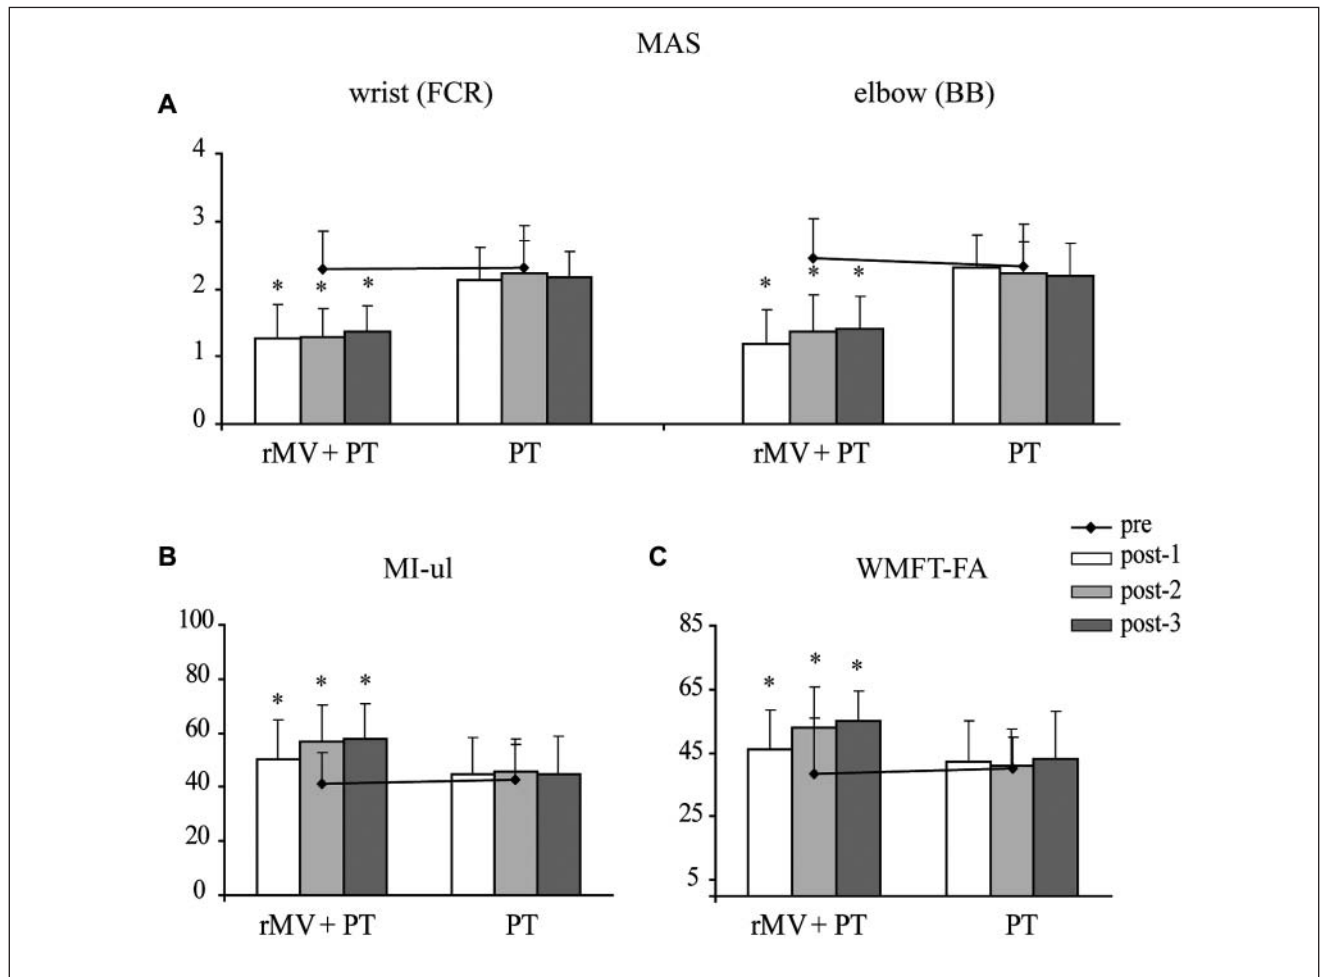 MAS
wrist (FCR)
elbow (BB)
A
4
3
2
1
0
* * *
* * *
rMV + PT
PT
rMV + PT
PT
pre
post-1
post-2
post-3
B
MI-ul
100
80
60
40
20
0
* * *
rMV + PT
PT
C
WMFT-FA
85
65
45
25
5
* * *
rMV + PT
PT